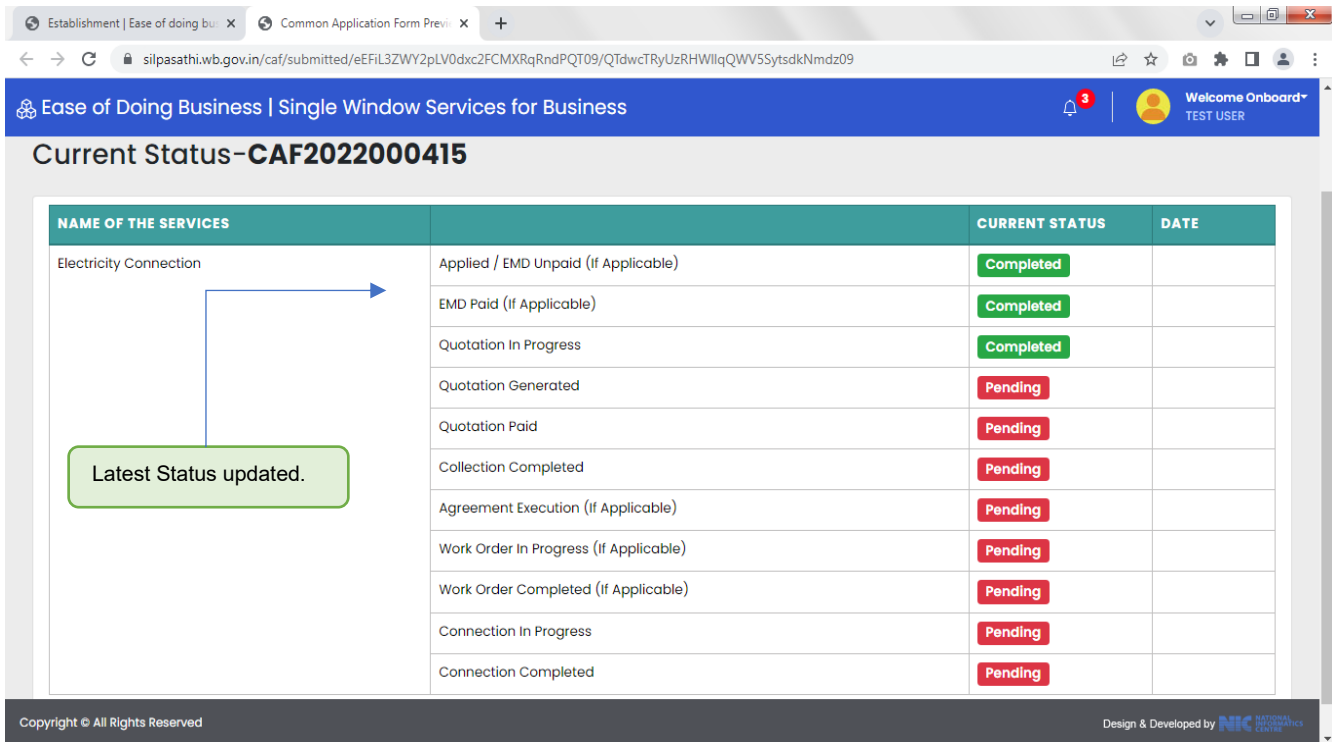 Establishment | Ease of doing bu
Common Application Form Previ
silpasathi.wb.gov.in/caf/submitted/eEFiL3ZWY2pLV0dxc2FCMXRqRndPQT09/QTdwcTRyUzRHWllqQWV5SytsdkNmdz09
Ease of Doing Business | Single Window Services for Business
3
Welcome Onboard
TEST USER
Current Status-CAF2022000415
NAME OF THE SERVICES CURRENT STATUS DATE
Electricity Connection Applied / EMD Unpaid (If Applicable) Completed
EMD Paid (If Applicable) Completed
Quotation In Progress Completed
Quotation Generated Pending
Quotation Paid Pending
Latest Status updated.
Collection Completed Pending
Agreement Execution (If Applicable) Pending
Work Order In Progress (If Applicable) Pending
Work Order Completed (If Applicable) Pending
Connection In Progress Pending
Connection Completed Pending
Copyright © All Rights Reserved
Design & Developed by NIC NATIONAL INFORMATICS CENTRE